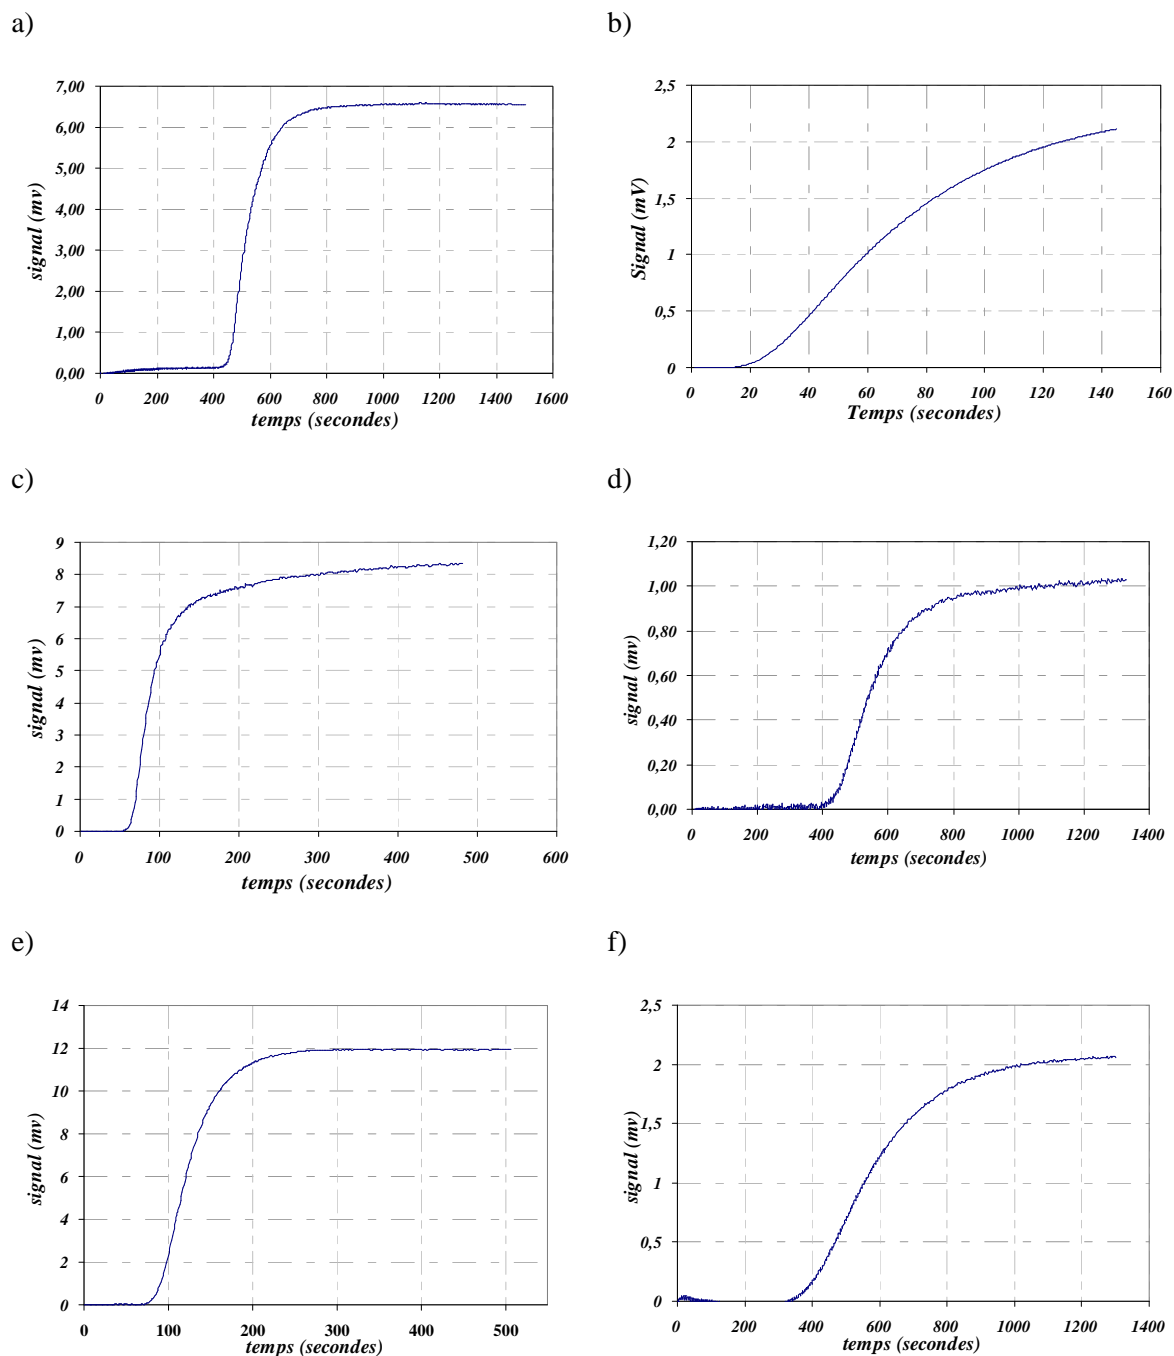 a)
7,00
6,00
5,00
4,00
3,00
2,00
1,00
0,00
signal (mv)
0 200 400 600 800 1000 1200 1400 1600
temps (secondes)
b)
2,5
2
1,5
1
0,5
0
Signal (mV)
0 20 40 60 80 100 120 140 160
Temps (secondes)
c)
9
8
7
6
5
4
3
2
1
0
signal (mv)
0 100 200 300 400 500 600
temps (secondes)
d)
1,20
1,00
0,80
0,60
0,40
0,20
0,00
signal (mv)
0 200 400 600 800 1000 1200 1400
temps (secondes)
e)
14
12
10
8
6
4
2
0
signal (mv)
0 100 200 300 400 500
temps (secondes)
f)
2,5
2
1,5
1
0,5
0
signal (mv)
0 200 400 600 800 1000 1200 1400
temps (secondes)